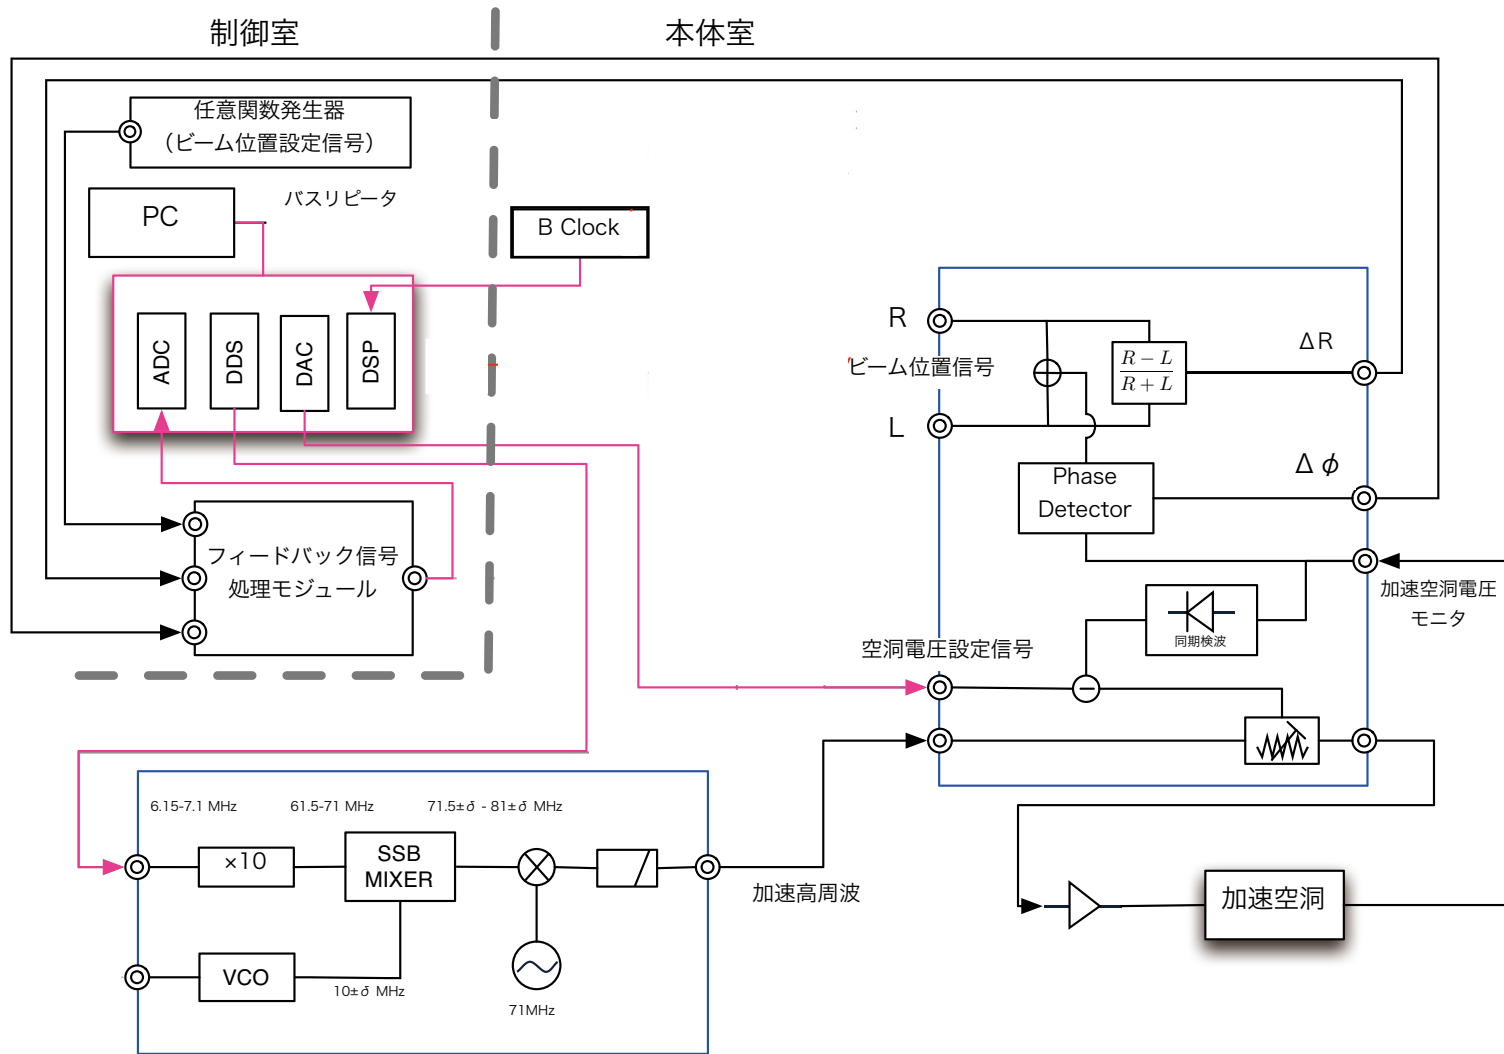 制御室
本体室
任意関数発生器
（ビーム位置設定信号）
PC
バスリピータ
B Clock
ADC
DDS
DAC
DSP
フィードバック信号
処理モジュール
R
ビーム位置信号
L
R − L
R + L
ΔR
Phase
Detector
Δφ
加速空洞電圧
モニタ
同期検波
空洞電圧設定信号
6.15-7.1 MHz
61.5-71 MHz
71.5±δ - 81±δ MHz
×10
SSB
MIXER
VCO
10±δ MHz
71MHz
加速高周波
加速空洞